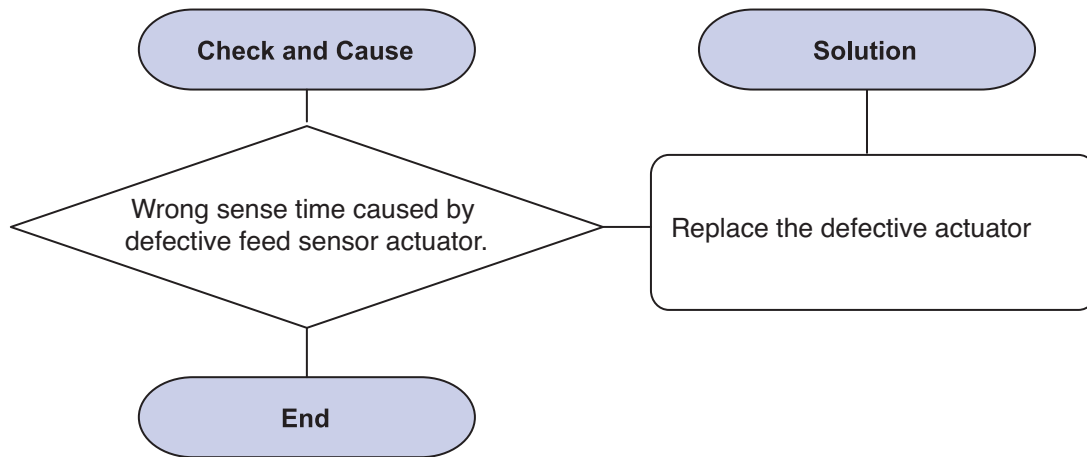 Check and Cause
Solution
Wrong sense time caused by
defective feed sensor actuator.
Replace the defective actuator
End